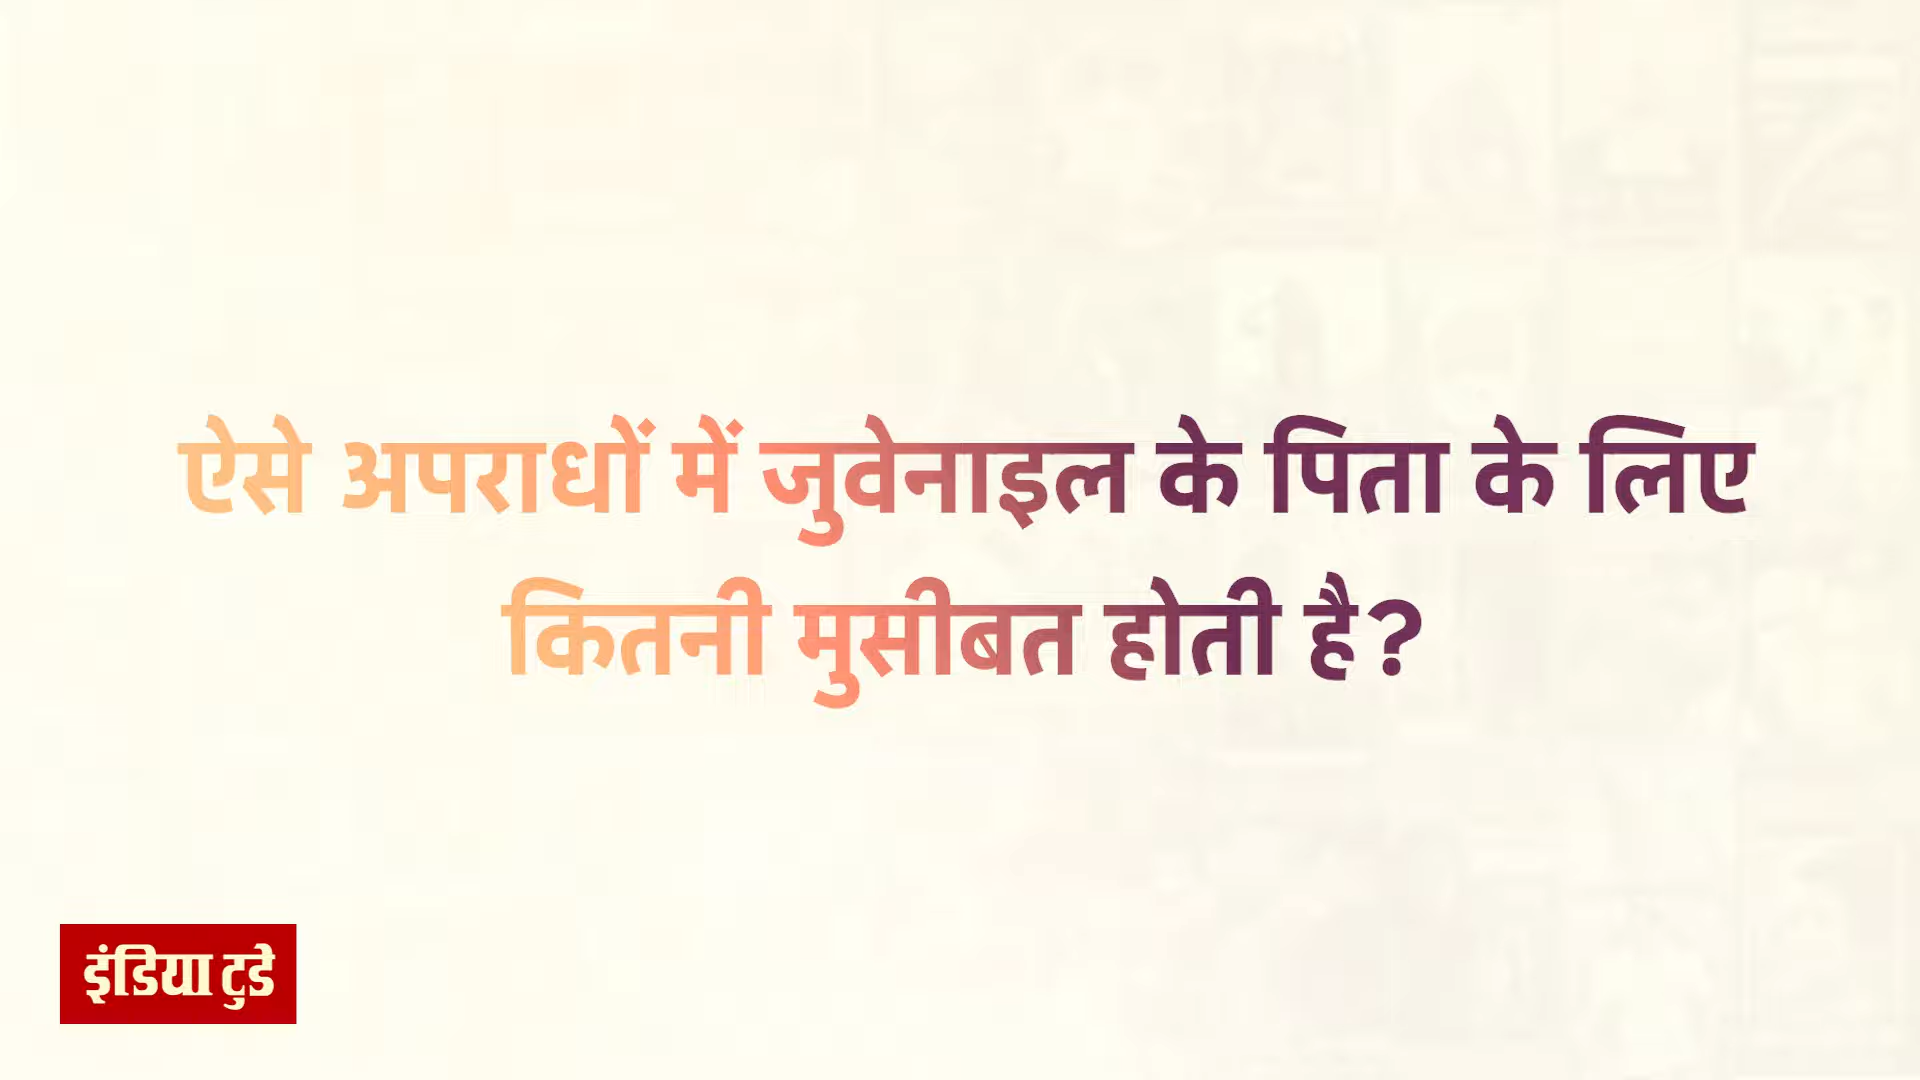 ऐसे अपराधों में जुवेनाइल के पिता के लिए
कितनी मुसीबत होती है?
इंडिया टुडे